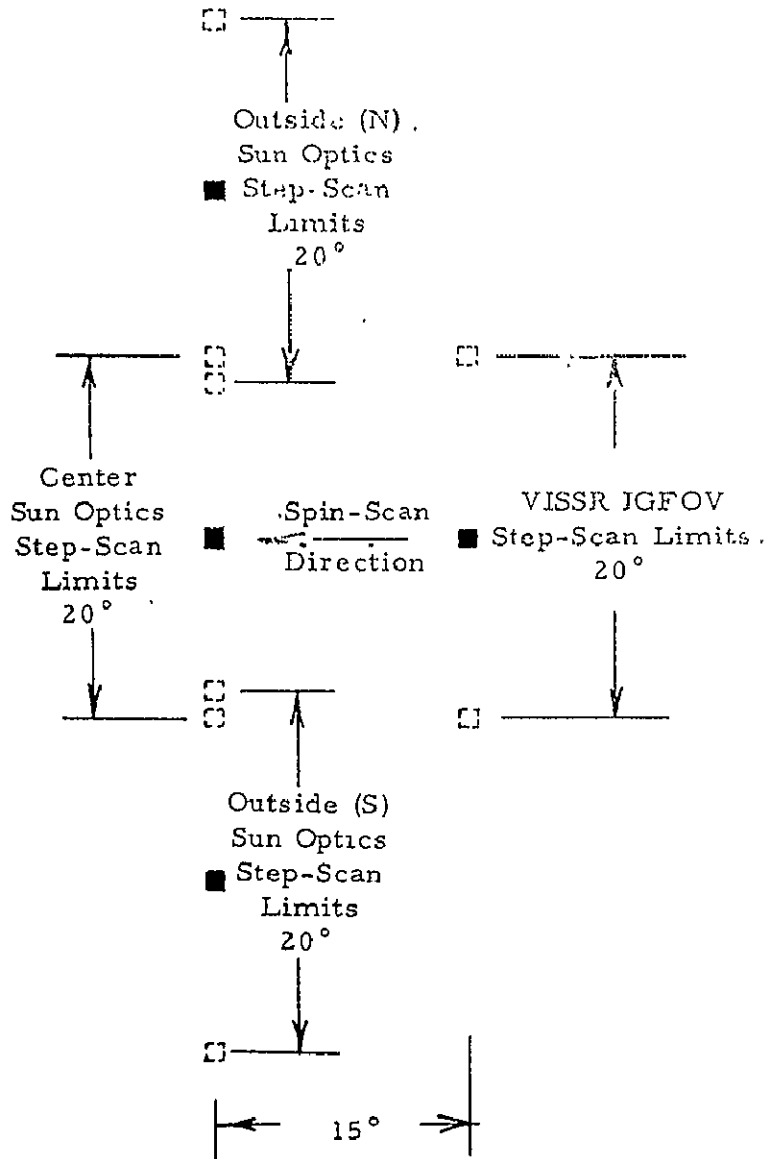 Outside (N)
Sun Optics
Step-Scan
Limits
20°
Center
Sun Optics
Step-Scan
Limits
20°
Spin-Scan
Direction
VISSR IGFOV
Step-Scan Limits
20°
Outside (S)
Sun Optics
Step-Scan
Limits
20°
15°